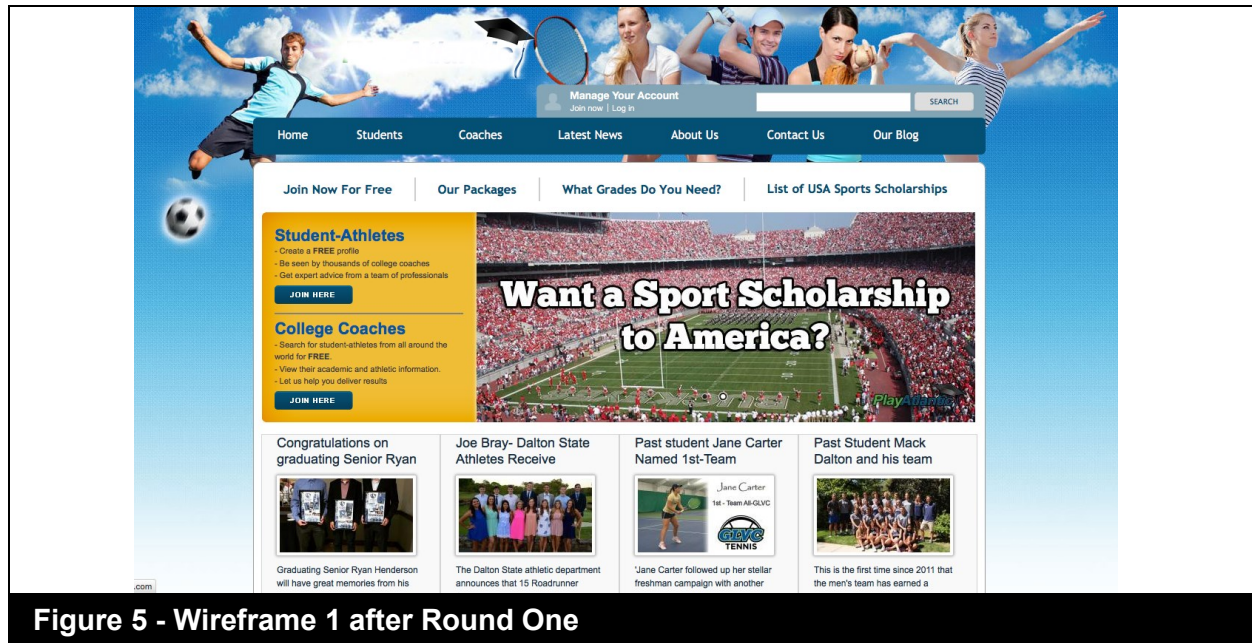 Manage Your Account
Join now | Log in
SEARCH
Home Students Coaches Latest News About Us Contact Us Our Blog
Join Now For Free Our Packages What Grades Do You Need? List of USA Sports Scholarships
Student-Athletes
- Create a FREE profile
- Be seen by thousands of college coaches
- Get expert advice from a team of professionals
JOIN HERE
College Coaches
- Search for student-athletes from all around the
world for FREE.
- View their academic and athletic information.
- Let us help you deliver results
JOIN HERE
Want a Sport Scholarship
to America?
PlayAtlantic
Congratulations on
graduating Senior Ryan
Graduating Senior Ryan Henderson
will have great memories from his
Joe Bray- Dalton State
Athletes Receive
The Dalton State athletic department
announces that 15 Roadrunner
Past student Jane Carter
Named 1st-Team
Jane Carter
1st - Team All-GLVC
GLVC
TENNIS
'Jane Carter followed up her stellar
freshman campaign with another
Past Student Mack
Dalton and his team
This is the first time since 2011 that
the men's team has earned a
.com
Figure 5 - Wireframe 1 after Round One